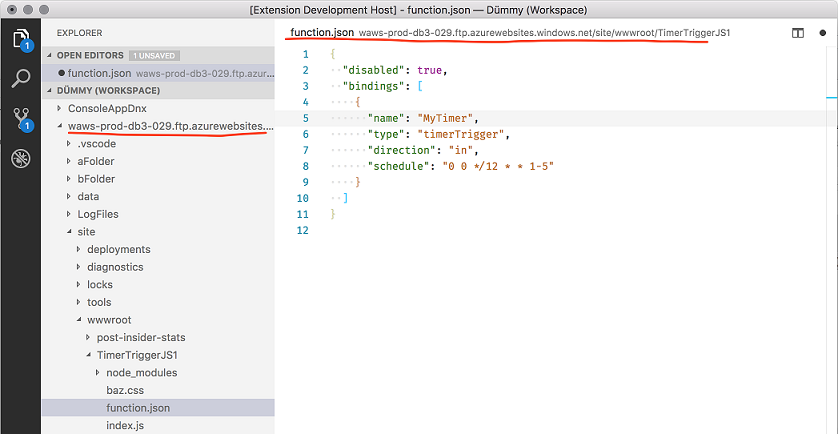 [Extension Development Host] - function.json — Dümmy (Workspace)
EXPLORER
OPEN EDITORS 1 UNSAVED
function.json waws-prod-db3-029.ftp.azur...
DÜMMY (WORKSPACE)
ConsoleAppDnx
waws-prod-db3-029.ftp.azurewebsites....
.vscode
aFolder
bFolder
data
LogFiles
site
deployments
diagnostics
locks
tools
wwwroot
post-insider-stats
TimerTriggerJS1
node_modules
baz.css
function.json
index.js
1
1
function.json waws-prod-db3-029.ftp.azurewebsites.windows.net/site/wwwroot/TimerTriggerJS1
1 {
2 "disabled": true,
3 "bindings": [
4 {
5 "name": "MyTimer",
6 "type": "timerTrigger",
7 "direction": "in",
8 "schedule": "0 0 */12 * * 1-5"
9 }
10 ]
11 }
12